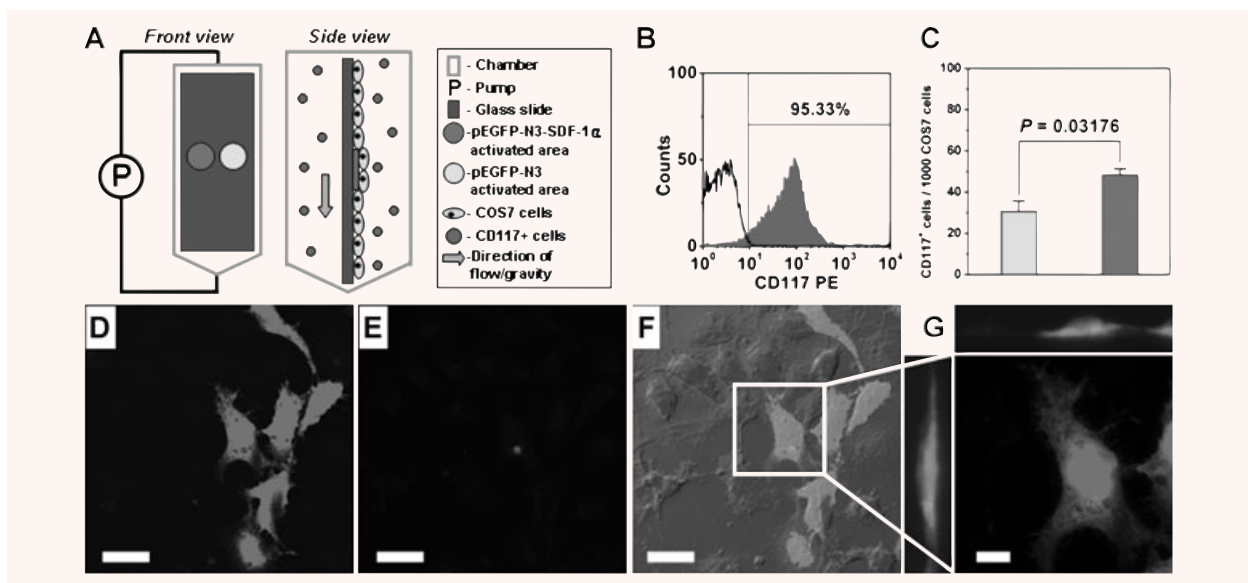 A
Front view
Side view
P
- Chamber
P - Pump
- Glass slide
-pEGFP-N3-SDF-1α
activated area
-pEGFP-N3
activated area
- COS7 cells
- CD117+ cells
-Direction of
flow/gravity
B
100
50
0
Counts
95.33%
10⁰
10¹
10²
10³
10⁴
CD117 PE
C
100
80
60
40
20
0
CD117⁺ cells / 1000 COS7 cells
P = 0.03176
D
E
F
G